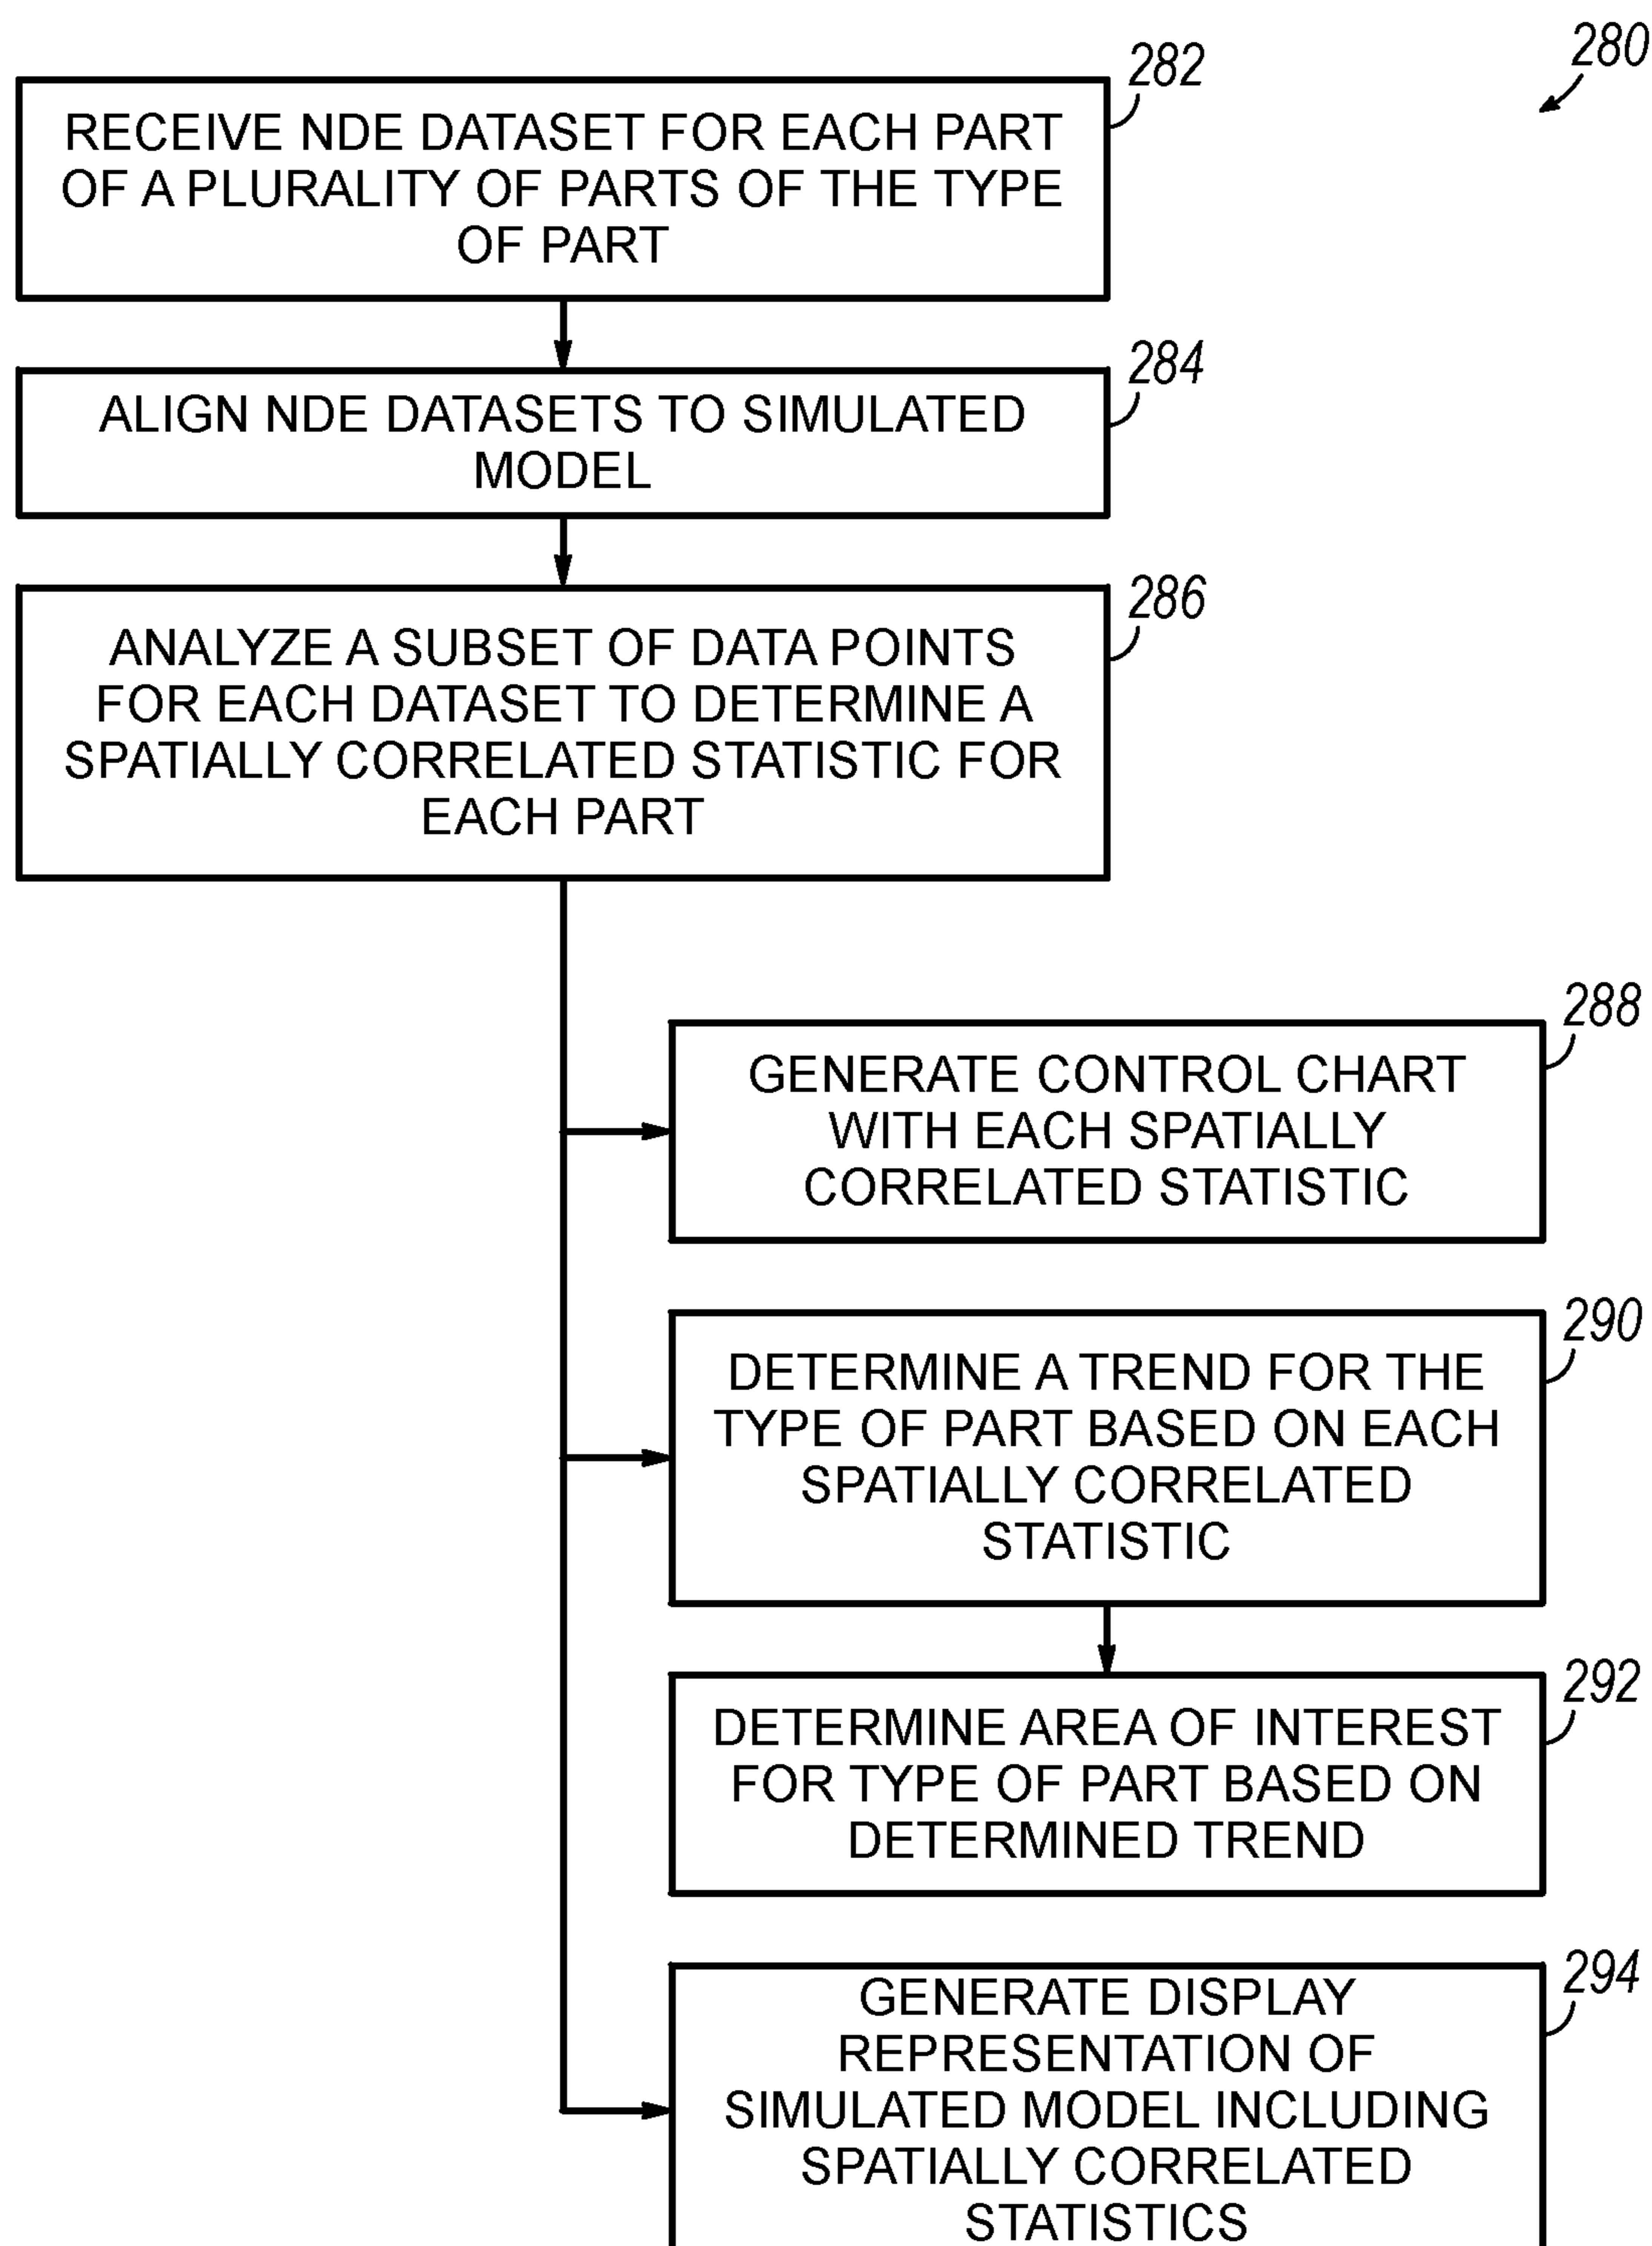 280
282
RECEIVE NDE DATASET FOR EACH PART
OF A PLURALITY OF PARTS OF THE TYPE
OF PART
284
ALIGN NDE DATASETS TO SIMULATED
MODEL
286
ANALYZE A SUBSET OF DATA POINTS
FOR EACH DATASET TO DETERMINE A
SPATIALLY CORRELATED STATISTIC FOR
EACH PART
288
GENERATE CONTROL CHART
WITH EACH SPATIALLY
CORRELATED STATISTIC
290
DETERMINE A TREND FOR THE
TYPE OF PART BASED ON EACH
SPATIALLY CORRELATED
STATISTIC
292
DETERMINE AREA OF INTEREST
FOR TYPE OF PART BASED ON
DETERMINED TREND
294
GENERATE DISPLAY
REPRESENTATION OF
SIMULATED MODEL INCLUDING
SPATIALLY CORRELATED
STATISTICS